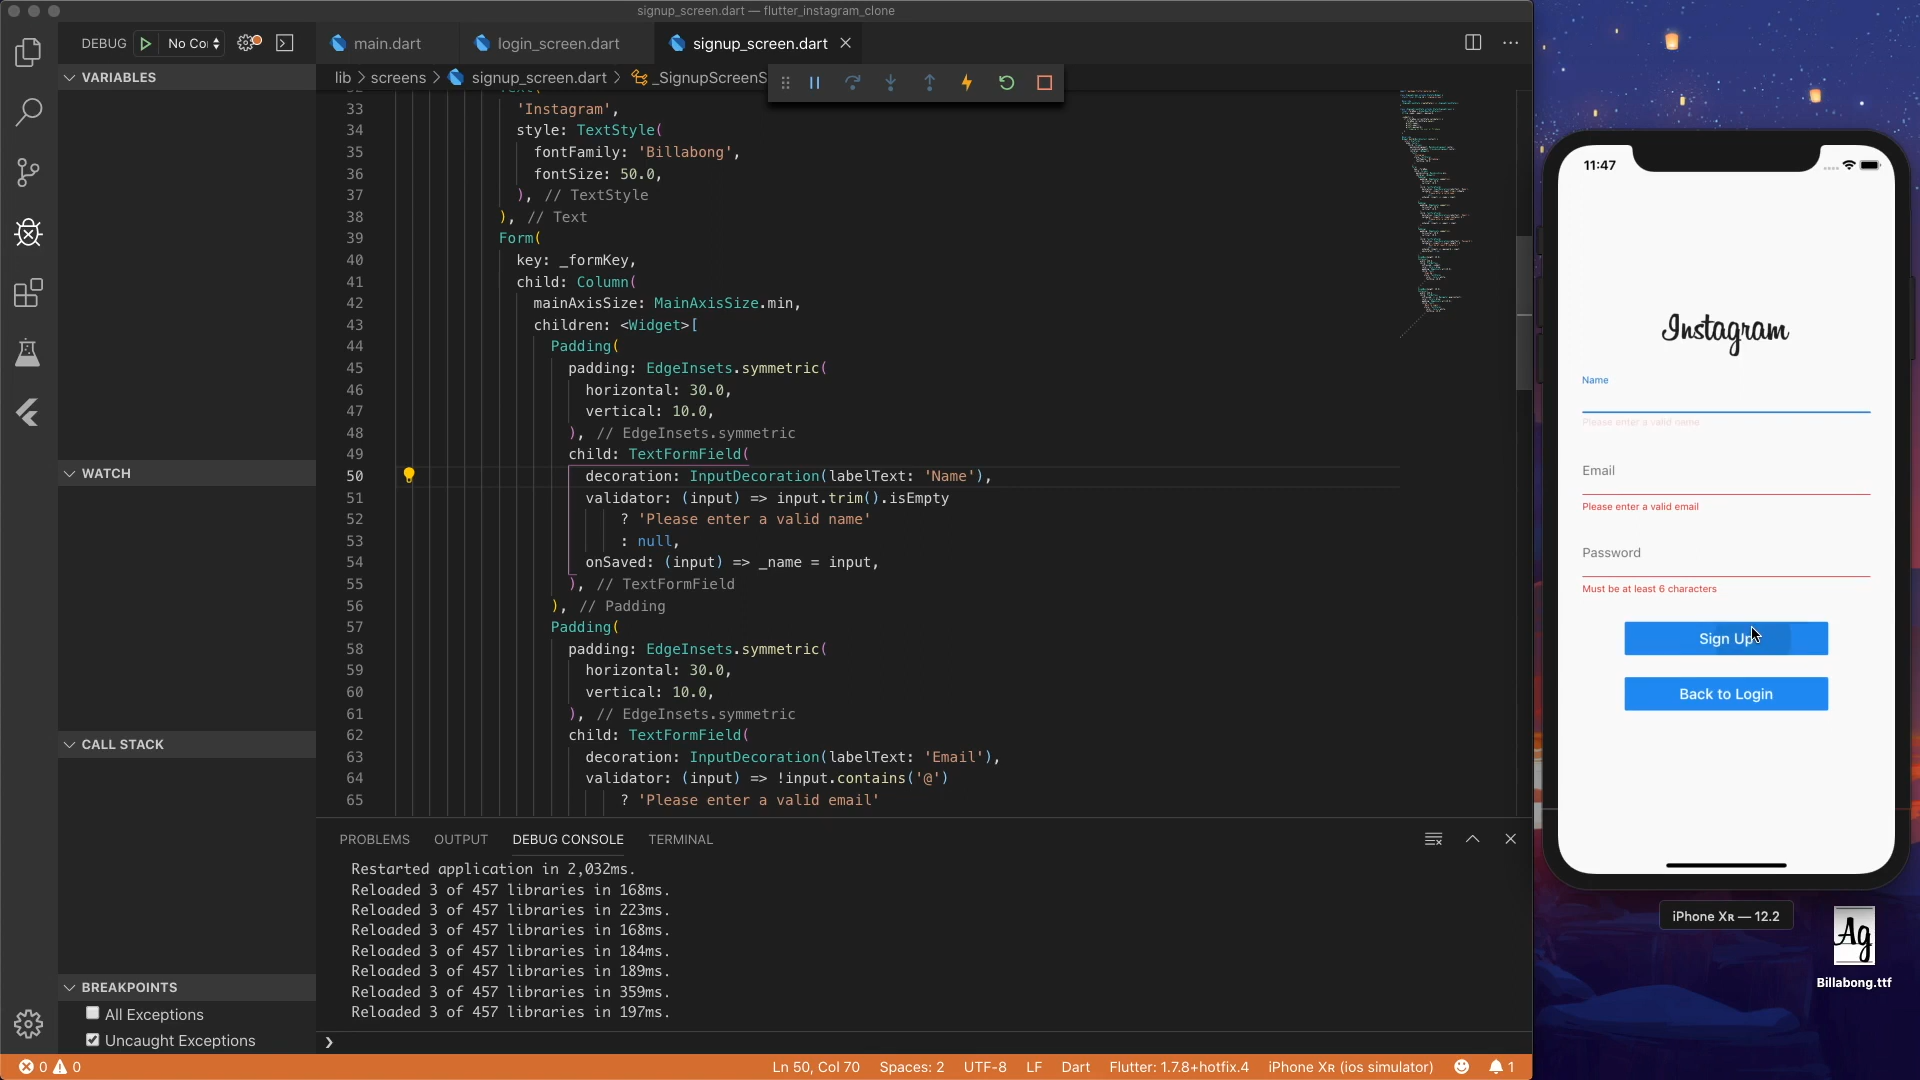 signup_screen.dart — flutter_instagram_clone
DEBUG
No Co
main.dart
login_screen.dart
signup_screen.dart
VARIABLES
lib > screens > signup_screen.dart > _SignupScreenS
33 'Instagram',
34 style: TextStyle(
35 fontFamily: 'Billabong',
36 fontSize: 50.0,
37 ), // TextStyle
38 ), // Text
39 Form(
40 key: _formKey,
41 child: Column(
42 mainAxisSize: MainAxisSize.min,
43 children: <Widget>[
44 Padding(
45 padding: EdgeInsets.symmetric(
46 horizontal: 30.0,
47 vertical: 10.0,
48 ), // EdgeInsets.symmetric
49 child: TextFormField(
50 decoration: InputDecoration(labelText: 'Name'),
51 validator: (input) => input.trim().isEmpty
52 ? 'Please enter a valid name'
53 : null,
54 onSaved: (input) => _name = input,
55 ), // TextFormField
56 ), // Padding
57 Padding(
58 padding: EdgeInsets.symmetric(
59 horizontal: 30.0,
60 vertical: 10.0,
61 ), // EdgeInsets.symmetric
62 child: TextFormField(
63 decoration: InputDecoration(labelText: 'Email'),
64 validator: (input) => !input.contains('@')
65 ? 'Please enter a valid email'
WATCH
CALL STACK
BREAKPOINTS
All Exceptions
Uncaught Exceptions
PROBLEMS
OUTPUT
DEBUG CONSOLE
TERMINAL
Restarted application in 2,032ms.
Reloaded 3 of 457 libraries in 168ms.
Reloaded 3 of 457 libraries in 223ms.
Reloaded 3 of 457 libraries in 168ms.
Reloaded 3 of 457 libraries in 184ms.
Reloaded 3 of 457 libraries in 189ms.
Reloaded 3 of 457 libraries in 359ms.
Reloaded 3 of 457 libraries in 197ms.
0 0
Ln 50, Col 70
Spaces: 2
UTF-8
LF
Dart
Flutter: 1.7.8+hotfix.4
iPhone XR (ios simulator)
1
11:47
Instagram
Name
Please enter a valid name
Email
Please enter a valid email
Password
Must be at least 6 characters
Sign Up
Back to Login
iPhone XR — 12.2
Ag
Billabong.ttf